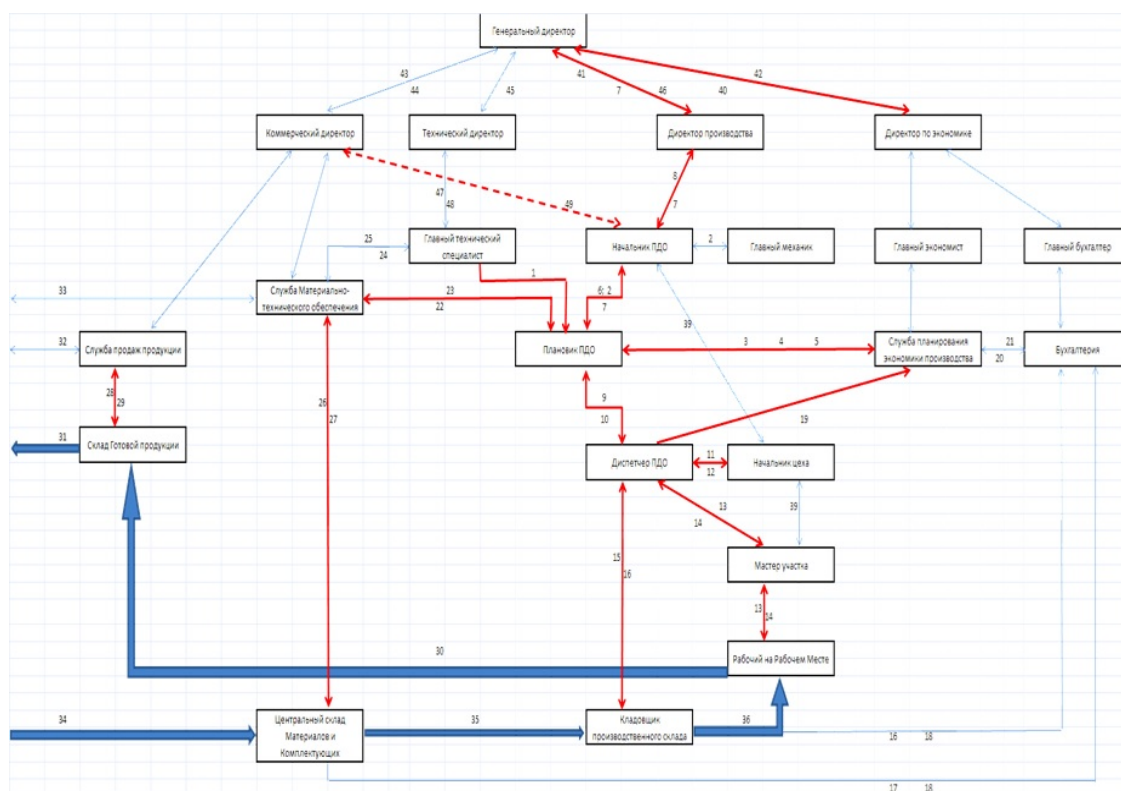 Генеральный директор
43
44
45
41
7
46
42
40
Коммерческий директор
Технический директор
Директор производства
Директор по экономике
47
48
49
8
7
Главный технический
специалист
Начальник ПДО
2
Главный механик
Главный экономист
Главный бухгалтер
25
24
1
33
Служба Материально-
технического обеспечения
23
22
6; 2
7
39
32
Служба продаж продукции
Плановик ПДО
3
4
5
Служба планирования
экономики производства
21
20
Бухгалтерия
28
29
26
27
9
10
19
31
Склад Готовой продукции
Диспетчер ПДО
11
12
Начальник цеха
13
14
39
15
16
Мастер участка
13
14
30
Рабочий на Рабочем Месте
34
Центральный склад
Материалов и
Комплектующих
35
Кладовщик
производственного склада
36
16
18
17
18